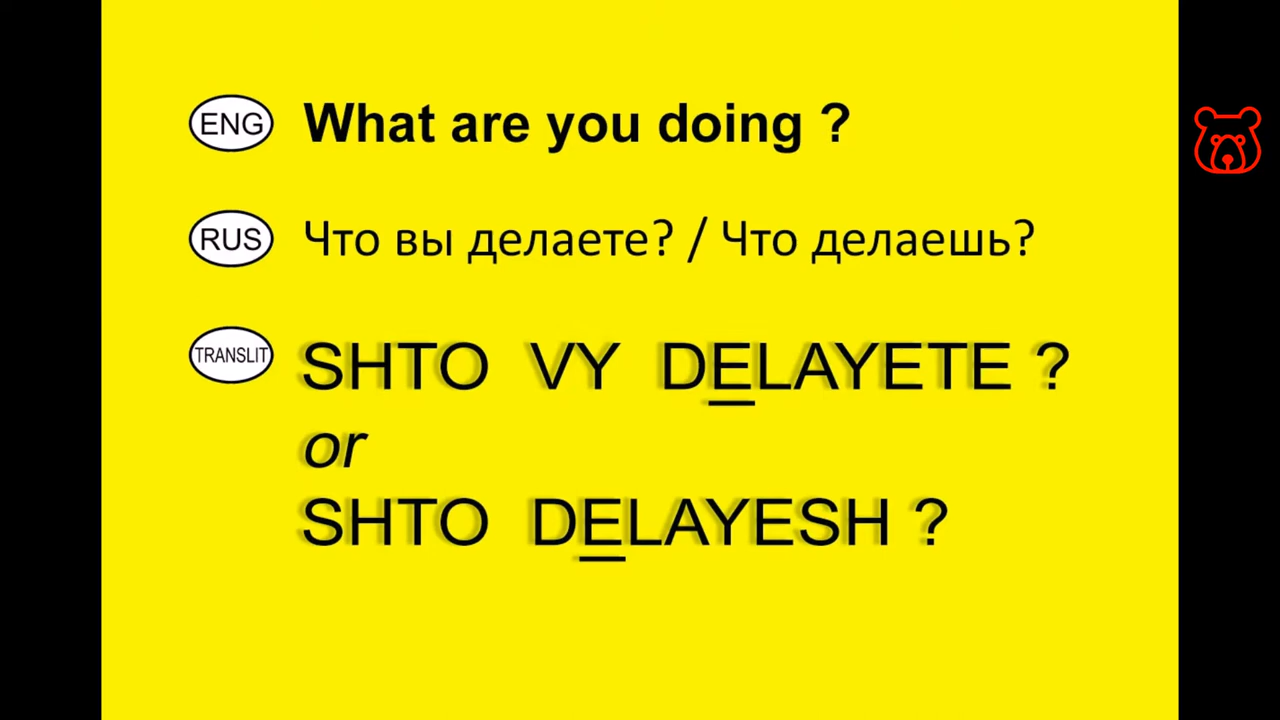 ENG What are you doing ?
RUS Что вы делаете? / Что делаешь?
TRANSLIT SHTO VY DELAYETE ?
or
SHTO DELAYESH ?